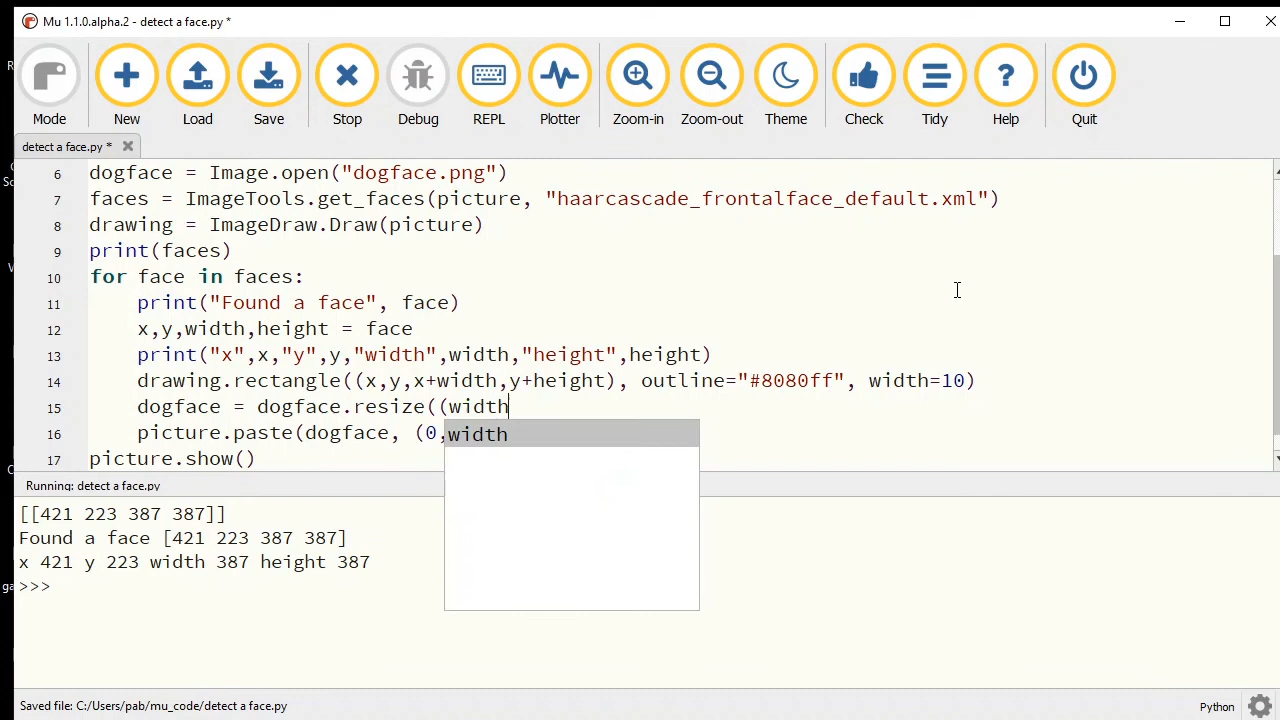 Mu 1.1.0.alpha.2 - detect a face.py *
Mode New Load Save Stop Debug REPL Plotter Zoom-in Zoom-out Theme Check Tidy Help Quit
detect a face.py *
6 dogface = Image.open("dogface.png")
7 faces = ImageTools.get_faces(picture, "haarcascade_frontalface_default.xml")
8 drawing = ImageDraw.Draw(picture)
9 print(faces)
10 for face in faces:
11 print("Found a face", face)
12 x,y,width,height = face
13 print("x",x,"y",y,"width",width,"height",height)
14 drawing.rectangle((x,y,x+width,y+height), outline="#8080ff", width=10)
15 dogface = dogface.resize((width
16 picture.paste(dogface, (0,
width
17 picture.show()
Running: detect a face.py
[[421 223 387 387]]
Found a face [421 223 387 387]
x 421 y 223 width 387 height 387
>>>
Saved file: C:/Users/pab/mu_code/detect a face.py
Python